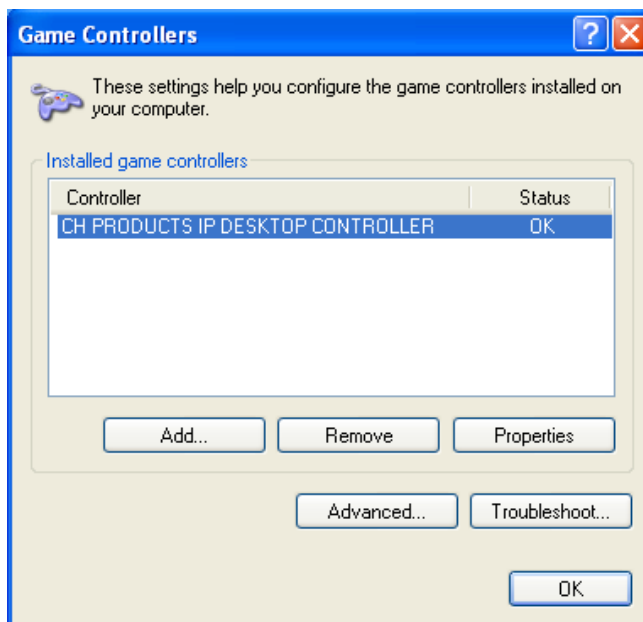 Game Controllers
?
These settings help you configure the game controllers installed on
your computer.
Installed game controllers
Controller Status
CH PRODUCTS IP DESKTOP CONTROLLER OK
Add... Remove Properties
Advanced... Troubleshoot...
OK